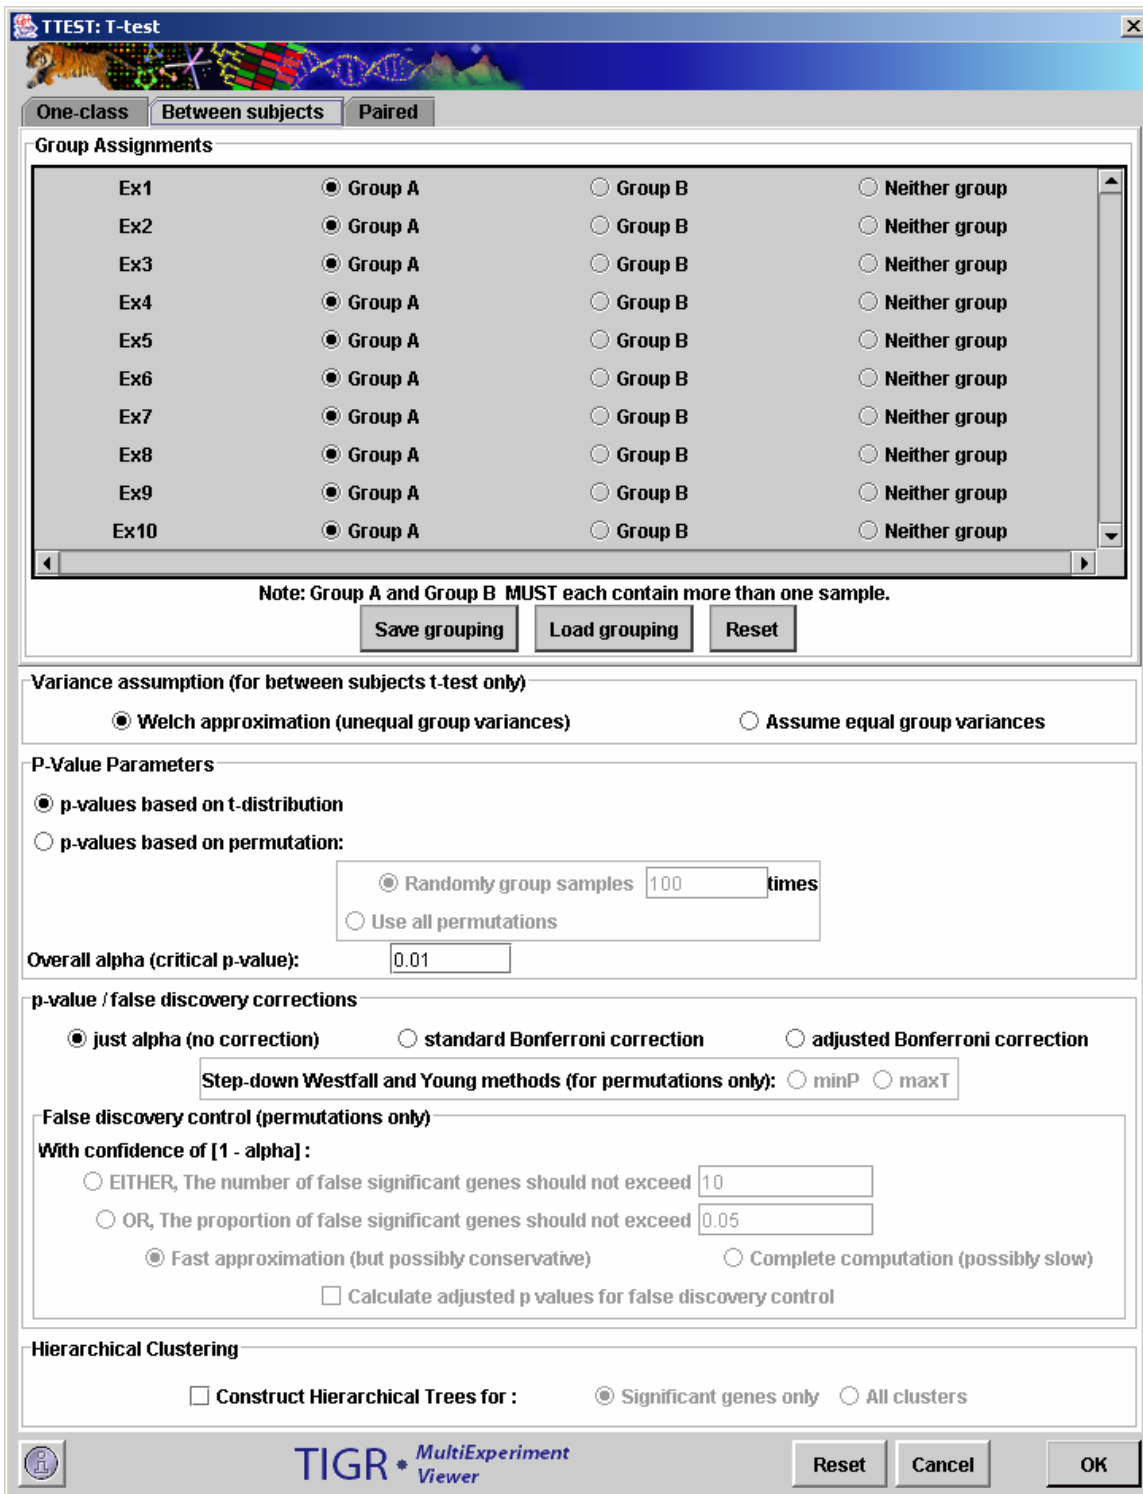 TTEST: T-test
One-class Between subjects Paired
Group Assignments
Ex1 Group A Group B Neither group
Ex2 Group A Group B Neither group
Ex3 Group A Group B Neither group
Ex4 Group A Group B Neither group
Ex5 Group A Group B Neither group
Ex6 Group A Group B Neither group
Ex7 Group A Group B Neither group
Ex8 Group A Group B Neither group
Ex9 Group A Group B Neither group
Ex10 Group A Group B Neither group
Note: Group A and Group B MUST each contain more than one sample.
Save grouping Load grouping Reset
Variance assumption (for between subjects t-test only)
Welch approximation (unequal group variances) Assume equal group variances
P-Value Parameters
p-values based on t-distribution
p-values based on permutation:
Randomly group samples 100 times
Use all permutations
Overall alpha (critical p-value): 0.01
p-value / false discovery corrections
just alpha (no correction) standard Bonferroni correction adjusted Bonferroni correction
Step-down Westfall and Young methods (for permutations only): minP maxT
False discovery control (permutations only)
With confidence of [1 - alpha] :
EITHER, The number of false significant genes should not exceed 10
OR, The proportion of false significant genes should not exceed 0.05
Fast approximation (but possibly conservative) Complete computation (possibly slow)
Calculate adjusted p values for false discovery control
Hierarchical Clustering
Construct Hierarchical Trees for : Significant genes only All clusters
TIGR • MultiExperiment Viewer Reset Cancel OK